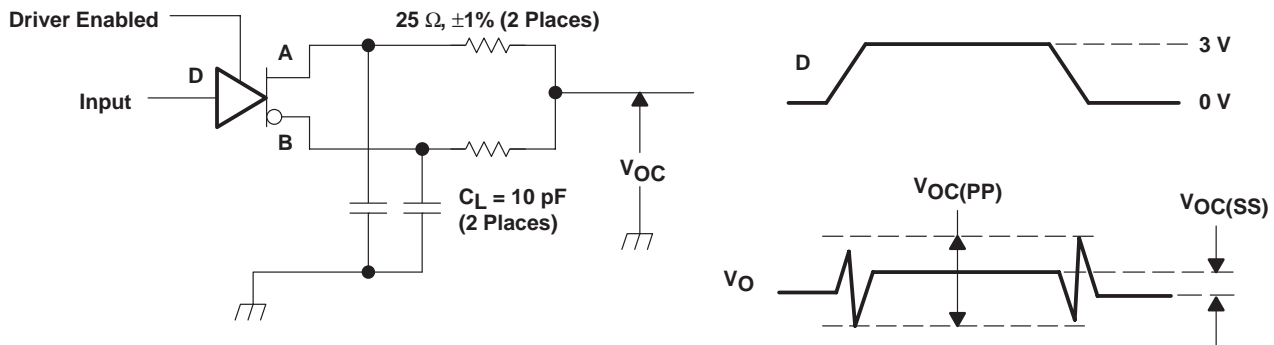 Driver Enabled
25 Ω, ±1% (2 Places)
A
D
Input
B
CL = 10 pF
(2 Places)
VOC
D
3 V
0 V
VOC(PP)
VOC(SS)
VO